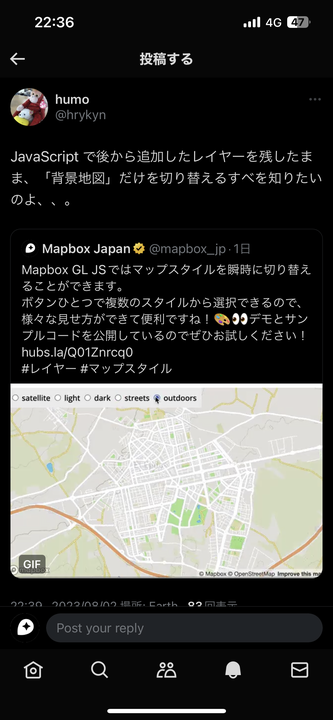 22:36
4G
47
投稿する
humo
@hrykyn
JavaScript で後から追加したレイヤーを残したま
ま、「背景地図」だけを切り替えるすべを知りたい
のよ、、。
Mapbox Japan @mapbox_jp · 1日
Mapbox GL JSではマップスタイルを瞬時に切り替え
ることができます。
ボタンひとつで複数のスタイルから選択できるので、
様々な見せ方ができて便利ですね！🎨👀デモとサン
プルコードを公開しているのでぜひお試しください！
hubs.la/Q01Znrcq0
#レイヤー #マップスタイル
satellite light dark streets outdoors
GIF
© Mapbox © OpenStreetMap Improve this ma
22:39 · 2023/08/02 場所: Earth · 83回表示
Post your reply